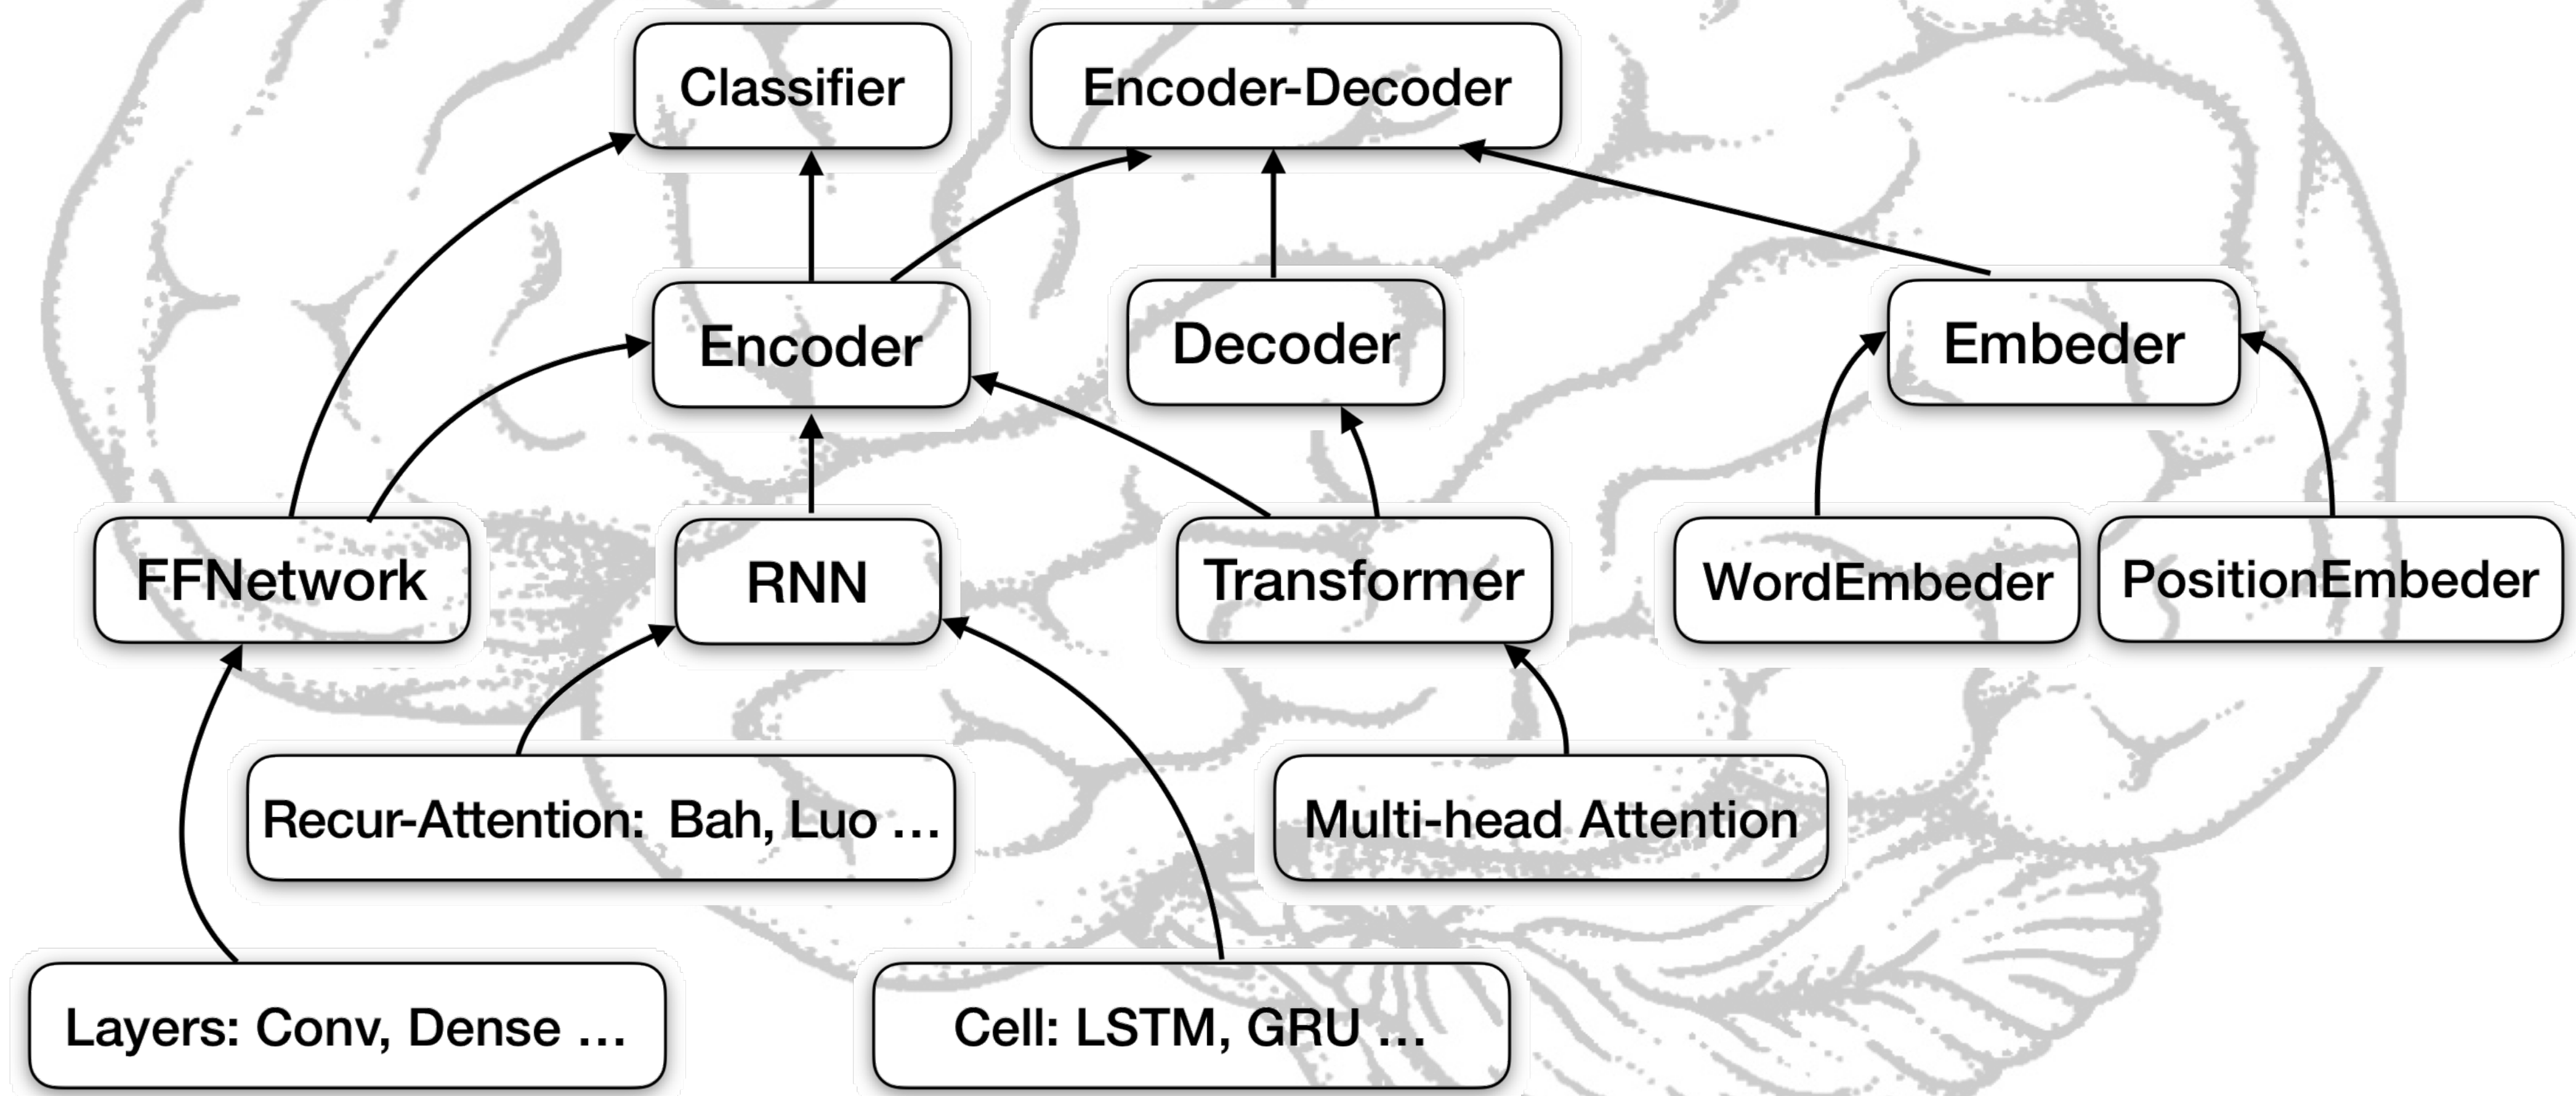 Classifier
Encoder-Decoder
Encoder
Decoder
Embeder
FFNetwork
RNN
Transformer
WordEmbeder
PositionEmbeder
Recur-Attention: Bah, Luo ...
Multi-head Attention
Layers: Conv, Dense ...
Cell: LSTM, GRU ...